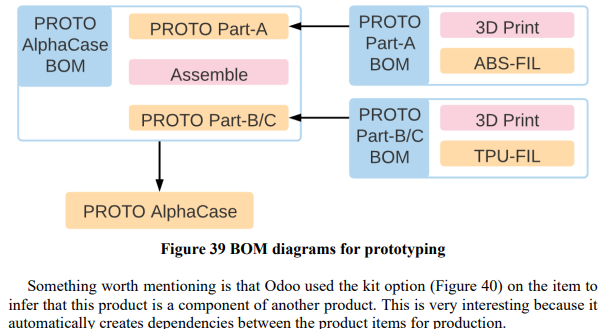 PROTO
AlphaCase
BOM
PROTO Part-A
Assemble
PROTO Part-B/C
PROTO
Part-A
BOM
3D Print
ABS-FIL
PROTO
Part-B/C
BOM
3D Print
TPU-FIL
PROTO AlphaCase
Figure 39 BOM diagrams for prototyping
Something worth mentioning is that Odoo used the kit option (Figure 40) on the item to
infer that this product is a component of another product. This is very interesting because it
automatically creates dependencies between the product items for production.